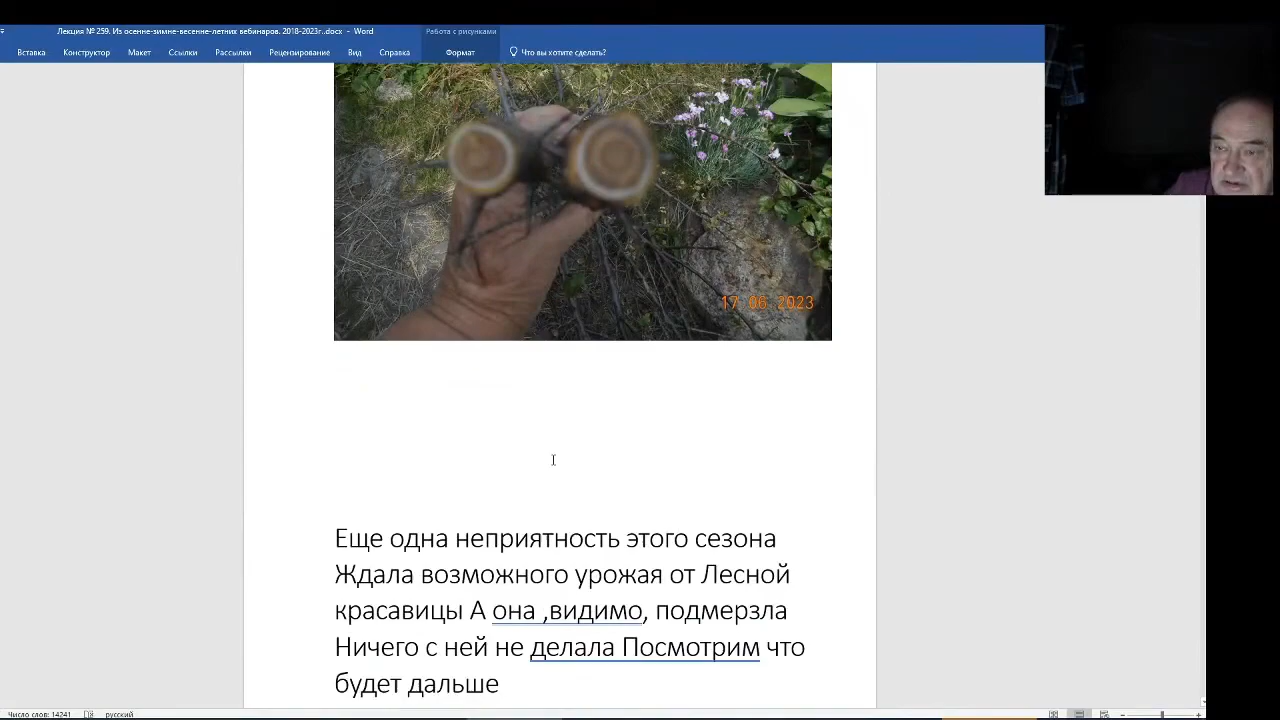 Лекция № 259. Из осенне-зимне-весенне-летних вебинаров. 2018-2023г..docx - Word
Работа с рисунками
Вставка Конструктор Макет Ссылки Рассылки Рецензирование Вид Справка Формат Что вы хотите сделать?
17 06 2023
Еще одна неприятность этого сезона
Ждала возможного урожая от Лесной
красавицы А она ,видимо, подмерзла
Ничего с ней не делала Посмотрим что
будет дальше
Число слов: 14241 русский